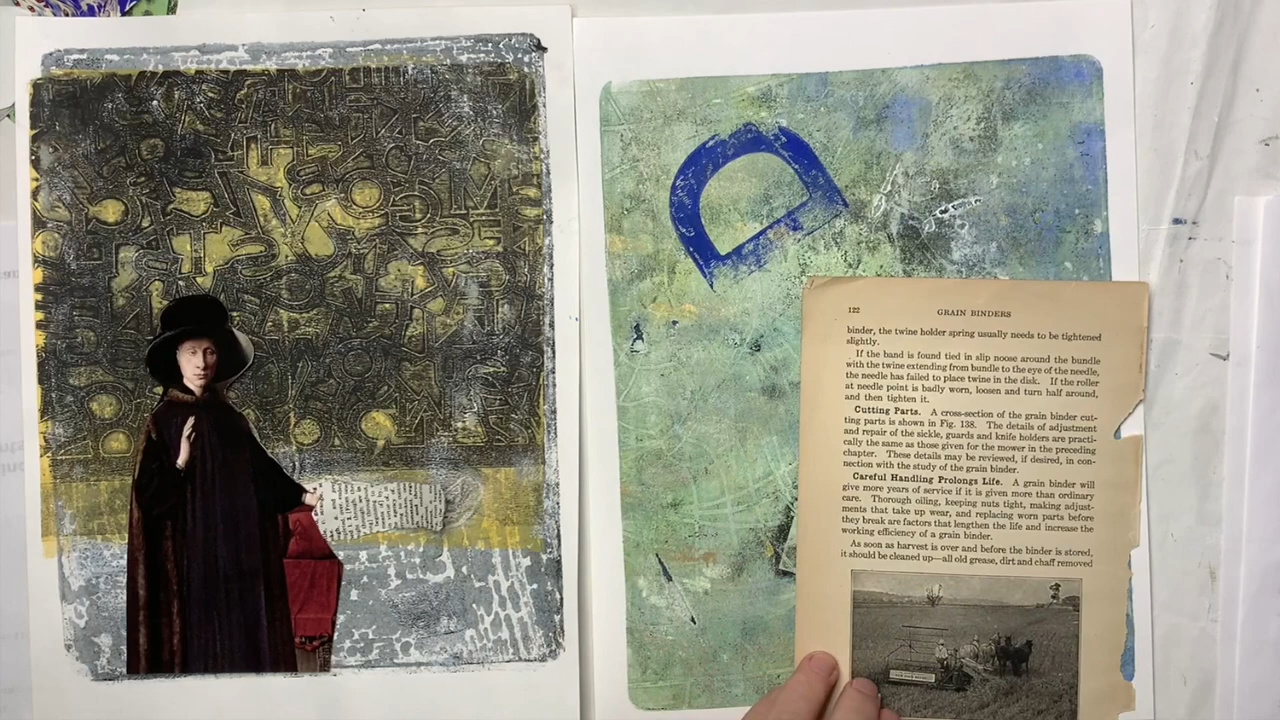 D
122 GRAIN BINDERS
binder, the twine holder spring usually needs to be tightened
slightly.
If the band is found tied in slip noose around the bundle
with the twine extending from bundle to the eye of the needle,
the needle has failed to place twine in the disk. If the roller
at needle point is badly worn, loosen and turn half around,
and then tighten it.
Cutting Parts. A cross-section of the grain binder cut-
ting parts is shown in Fig. 138. The details of adjustment
and repair of the sickle, guards and knife holders are practi-
cally the same as those given for the mower in the preceding
chapter. These details may be reviewed, if desired, in con-
nection with the study of the grain binder.
Careful Handling Prolongs Life. A grain binder will
give more years of service if it is given more than ordinary
care. Thorough oiling, keeping nuts tight, making adjust-
ments that take up wear, and replacing worn parts before
they break are factors that lengthen the life and increase the
working efficiency of a grain binder.
As soon as harvest is over and before the binder is stored,
it should be cleaned up—all old grease, dirt and chaff removed